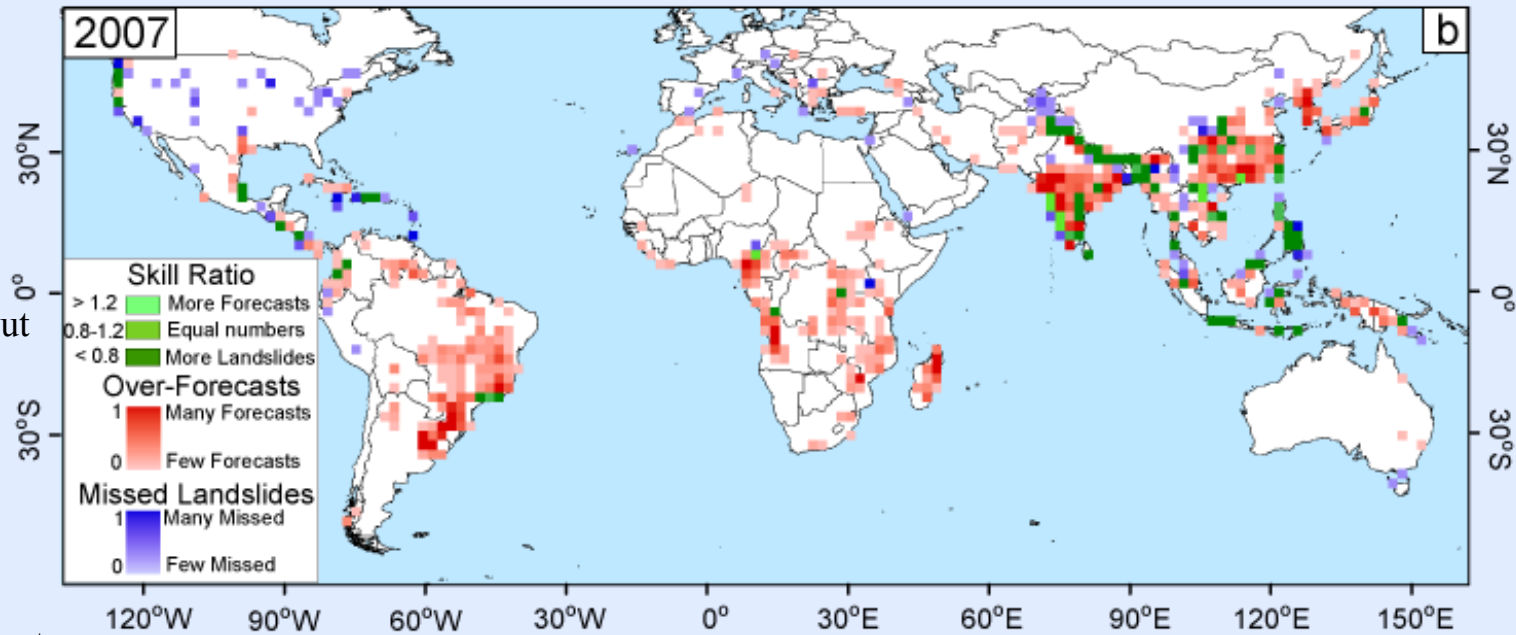 2007
b
30°N
0°
30°S
30°N
0°
30°S
ut
Skill Ratio
> 1.2 More Forecasts
0.8-1.2 Equal numbers
< 0.8 More Landslides
Over-Forecasts
1 Many Forecasts
0 Few Forecasts
Missed Landslides
1 Many Missed
0 Few Missed
120°W 90°W 60°W 30°W 0° 30°E 60°E 90°E 120°E 150°E